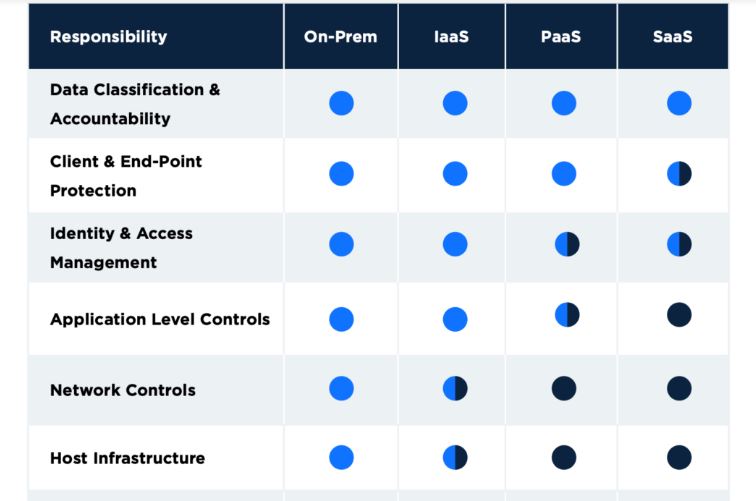 Responsibility On-Prem IaaS PaaS SaaS
Data Classification &
Accountability
Client & End-Point
Protection
Identity & Access
Management
Application Level Controls
Network Controls
Host Infrastructure